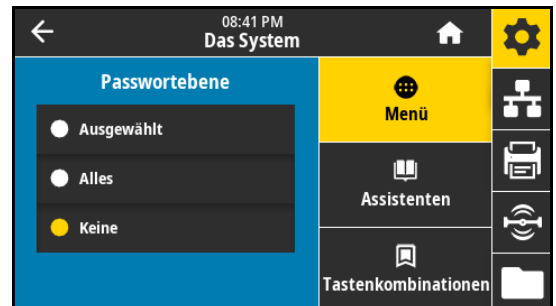 08:41 PM
Das System
Passwortebene
Ausgewählt
Alles
Keine
Menü
Assistenten
Tastenkombinationen